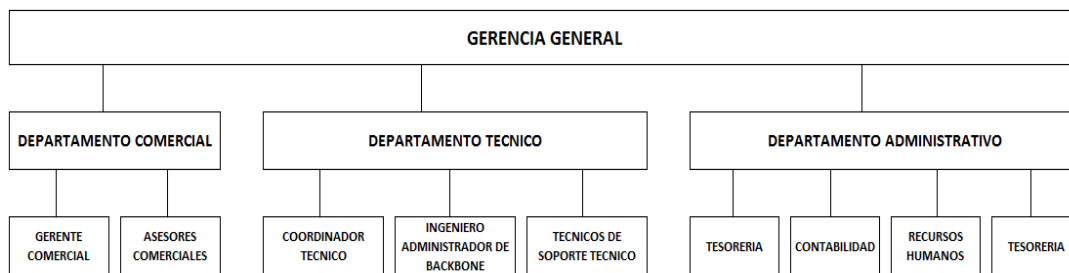 GERENCIA GENERAL
DEPARTAMENTO COMERCIAL
DEPARTAMENTO TECNICO
DEPARTAMENTO ADMINISTRATIVO
GERENTE
COMERCIAL
ASESORES
COMERCIALES
COORDINADOR
TECNICO
INGENIERO
ADMINISTRADOR DE
BACKBONE
TECNICOS DE
SOPORTE TECNICO
TESORERIA
CONTABILIDAD
RECURSOS
HUMANOS
TESORERIA